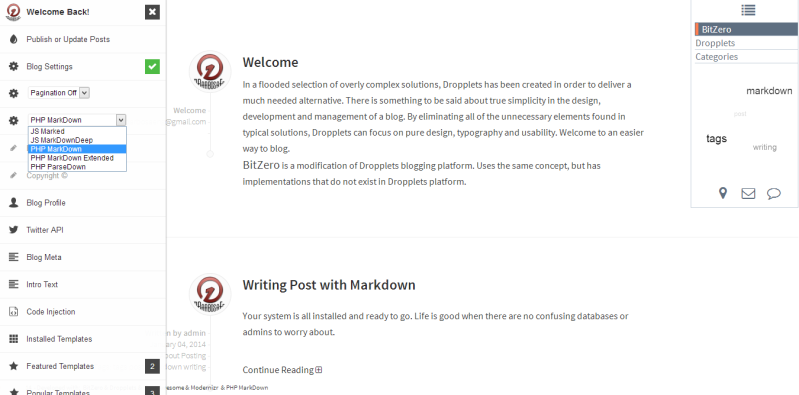 Welcome Back!
Publish or Update Posts
Blog Settings
Pagination Off
PHP MarkDown
JS Marked
JS MarkDownDeep
PHP MarkDown
PHP MarkDown Extended
PHP ParseDown
Copyright ©
Blog Profile
Twitter API
Blog Meta
Intro Text
Code Injection
Installed Templates
Featured Templates
2
Popular Templates
3
Welcome
@gmail.com
Welcome
In a flooded selection of overly complex solutions, Dropplets has been created in order to deliver a
much needed alternative. There is something to be said about true simplicity in the design,
development and management of a blog. By eliminating all of the unnecessary elements found in
typical solutions, Dropplets can focus on pure design, typography and usability. Welcome to an easier
way to blog.
BitZero is a modification of Dropplets blogging platform. Uses the same concept, but has
implementations that do not exist in Dropplets platform.
n by admin
ary 04, 2014
out Posting
down writing
Writing Post with Markdown
Your system is all installed and ready to go. Life is good when there are no confusing databases or
admins to worry about.
Continue Reading
esome & Modernizr & PHP MarkDown
BitZero
Dropplets
Categories
markdown
post
tags
writing